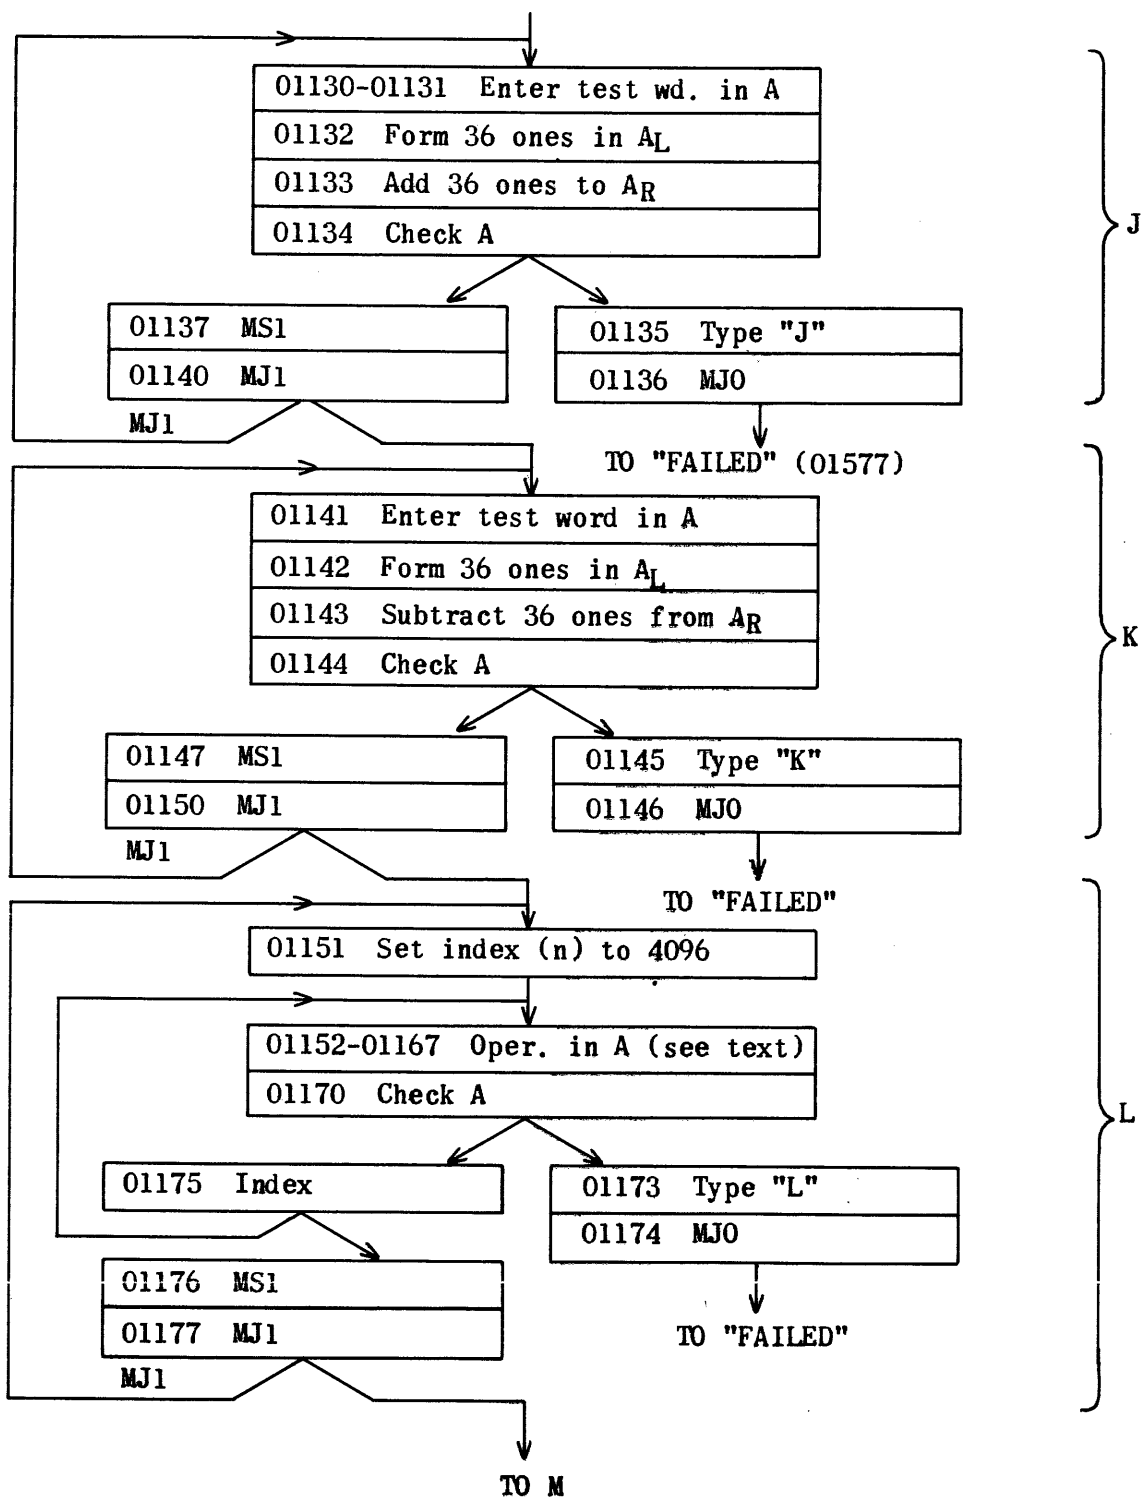 01130-01131 Enter test wd. in A
01132 Form 36 ones in AL
01133 Add 36 ones to AR
01134 Check A
J
01137 MS1
01140 MJ1
01135 Type "J"
01136 MJ0
MJ1
TO "FAILED" (01577)
01141 Enter test word in A
01142 Form 36 ones in AL
01143 Subtract 36 ones from AR
01144 Check A
K
01147 MS1
01150 MJ1
01145 Type "K"
01146 MJ0
MJ1
TO "FAILED"
01151 Set index (n) to 4096
01152-01167 Oper. in A (see text)
01170 Check A
L
01175 Index
01173 Type "L"
01174 MJ0
01176 MS1
01177 MJ1
TO "FAILED"
MJ1
TO M